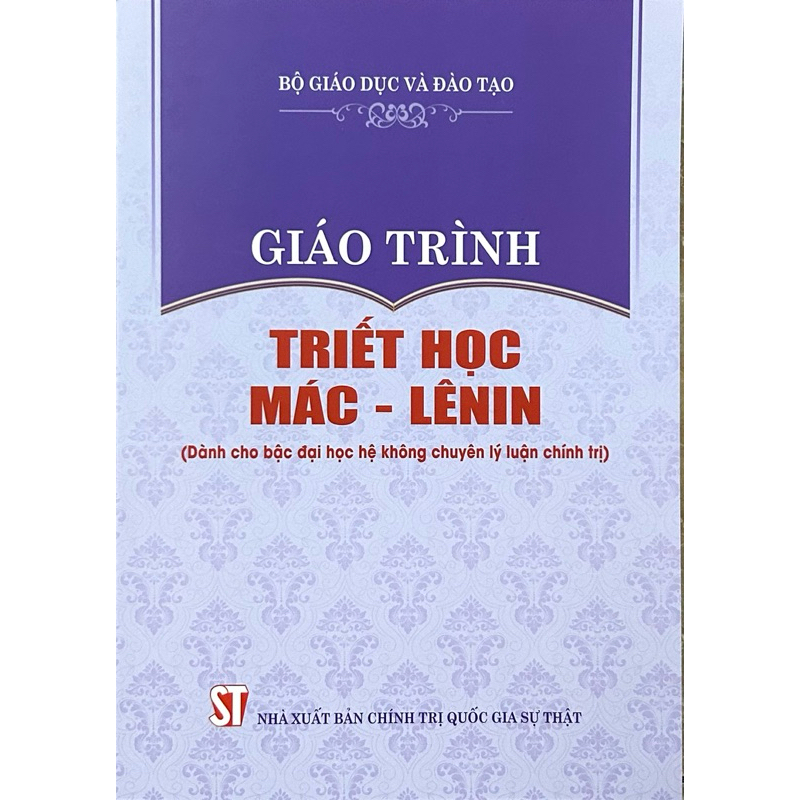 BỘ GIÁO DỤC VÀ ĐÀO TẠO
GIÁO TRÌNH
TRIẾT HỌC
MÁC - LÊNIN
(Dành cho bậc đại học hệ không chuyên lý luận chính trị)
ST
NHÀ XUẤT BẢN CHÍNH TRỊ QUỐC GIA SỰ THẬT